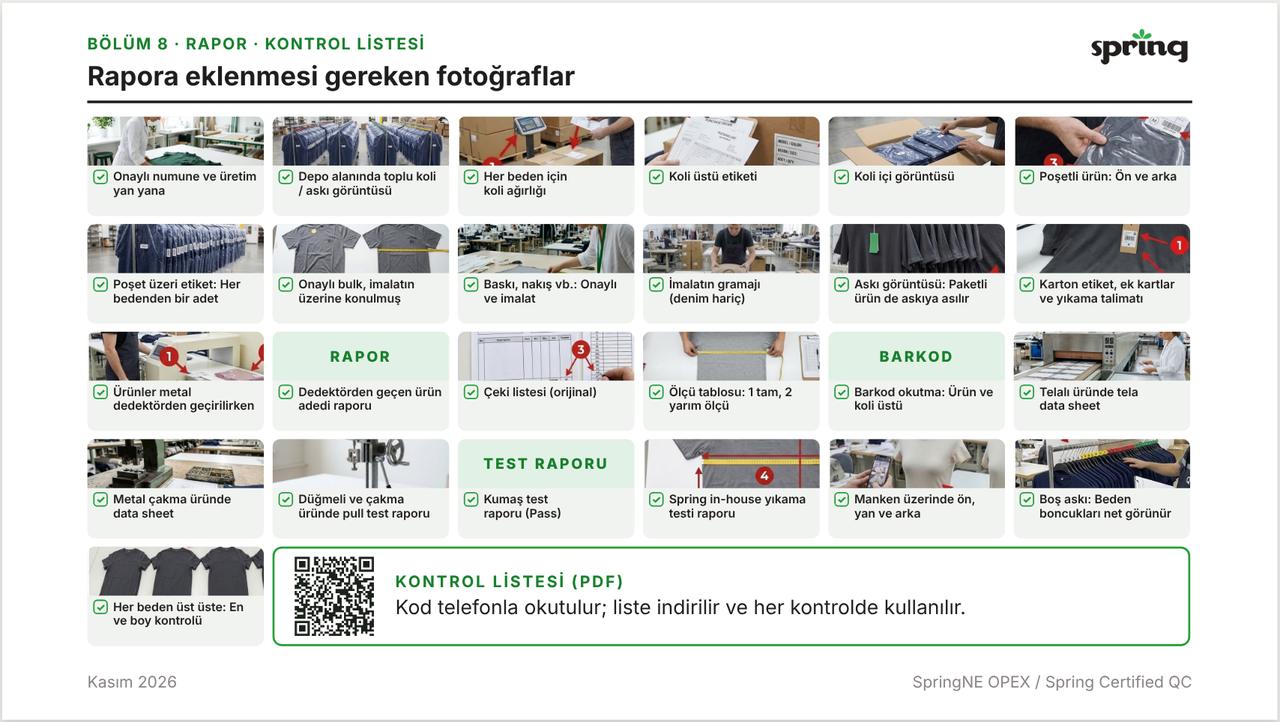 BÖLÜM 8 · RAPOR · KONTROL LİSTESİ
spring
Rapora eklenmesi gereken fotoğraflar
Onaylı numune ve üretim
yan yana
Depo alanında toplu koli
/ askı görüntüsü
1
Her beden için
koli ağırlığı
Koli üstü etiketi
Koli içi görüntüsü
3
Poşetli ürün: Ön ve arka
Poşet üzeri etiket: Her
bedenden bir adet
Onaylı bulk, imalatın
üzerine konulmuş
Baskı, nakış vb.: Onaylı
ve imalat
İmalatın gramajı
(denim hariç)
Askı görüntüsü: Paketli
ürün de askıya asılır
1
Karton etiket, ek kartlar
ve yıkama talimatı
1
Ürünler metal
dedektörden geçirilirken
RAPOR
Dedektörden geçen ürün
adedi raporu
3
Çeki listesi (orijinal)
Ölçü tablosu: 1 tam, 2
yarım ölçü
BARKOD
Barkod okutma: Ürün ve
koli üstü
Telalı üründe tela
data sheet
Metal çakma üründe
data sheet
Düğmeli ve çakma
üründe pull test raporu
TEST RAPORU
Kumaş test
raporu (Pass)
4
Spring in-house yıkama
testi raporu
Manken üzerinde ön,
yan ve arka
Boş askı: Beden
boncukları net görünür
Her beden üst üste: En
ve boy kontrolü
KONTROL LİSTESİ (PDF)
Kod telefonla okutulur; liste indirilir ve her kontrolde kullanılır.
Kasım 2026
SpringNE OPEX / Spring Certified QC